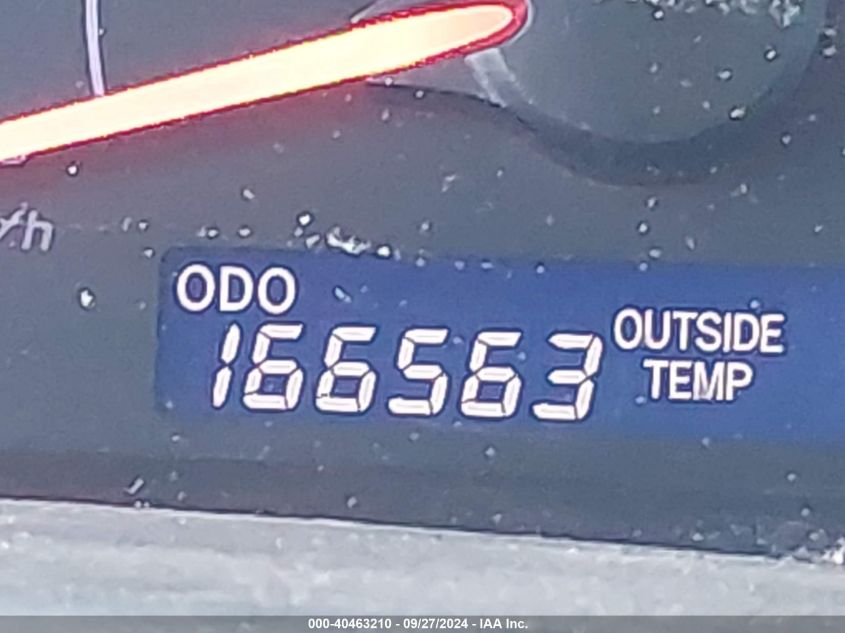 /h
ODO
166563
OUTSIDE
TEMP
000-40463210 - 09/27/2024 - IAA Inc.